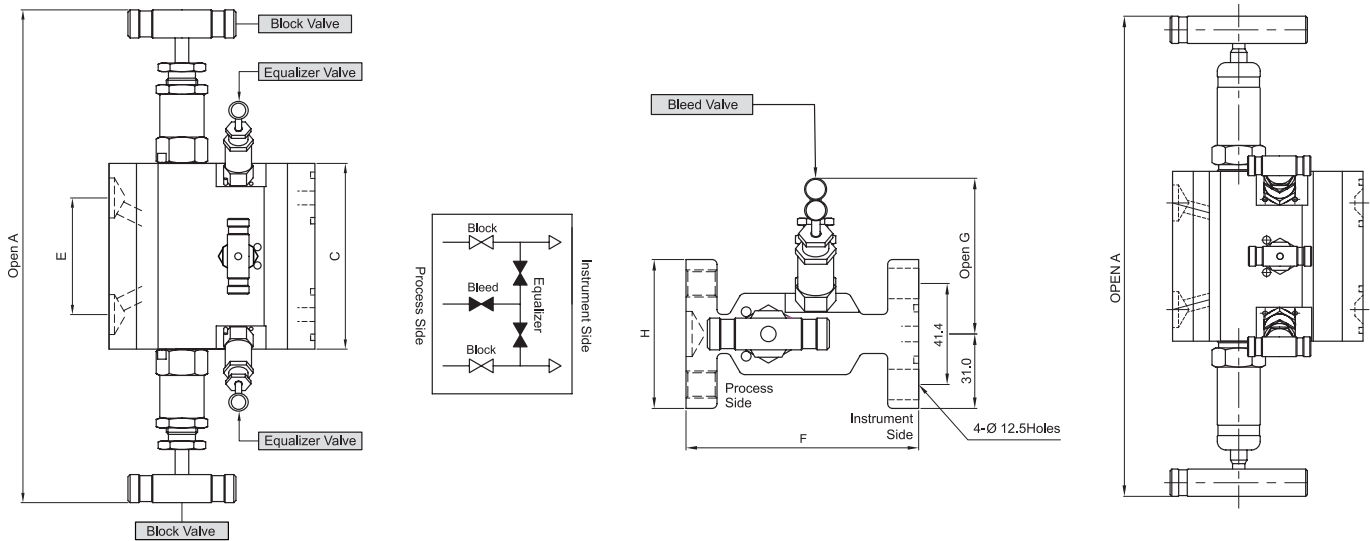 Open A
Block Valve
Equalizer Valve
E
C
Equalizer Valve
Block Valve
Process Side
Block
Bleed
Block
Equalizer
Instrument Side
Bleed Valve
H
Open G
41.4
31.0
Process
Side
Instrument
Side
F
4-Ø 12.5Holes
OPEN A